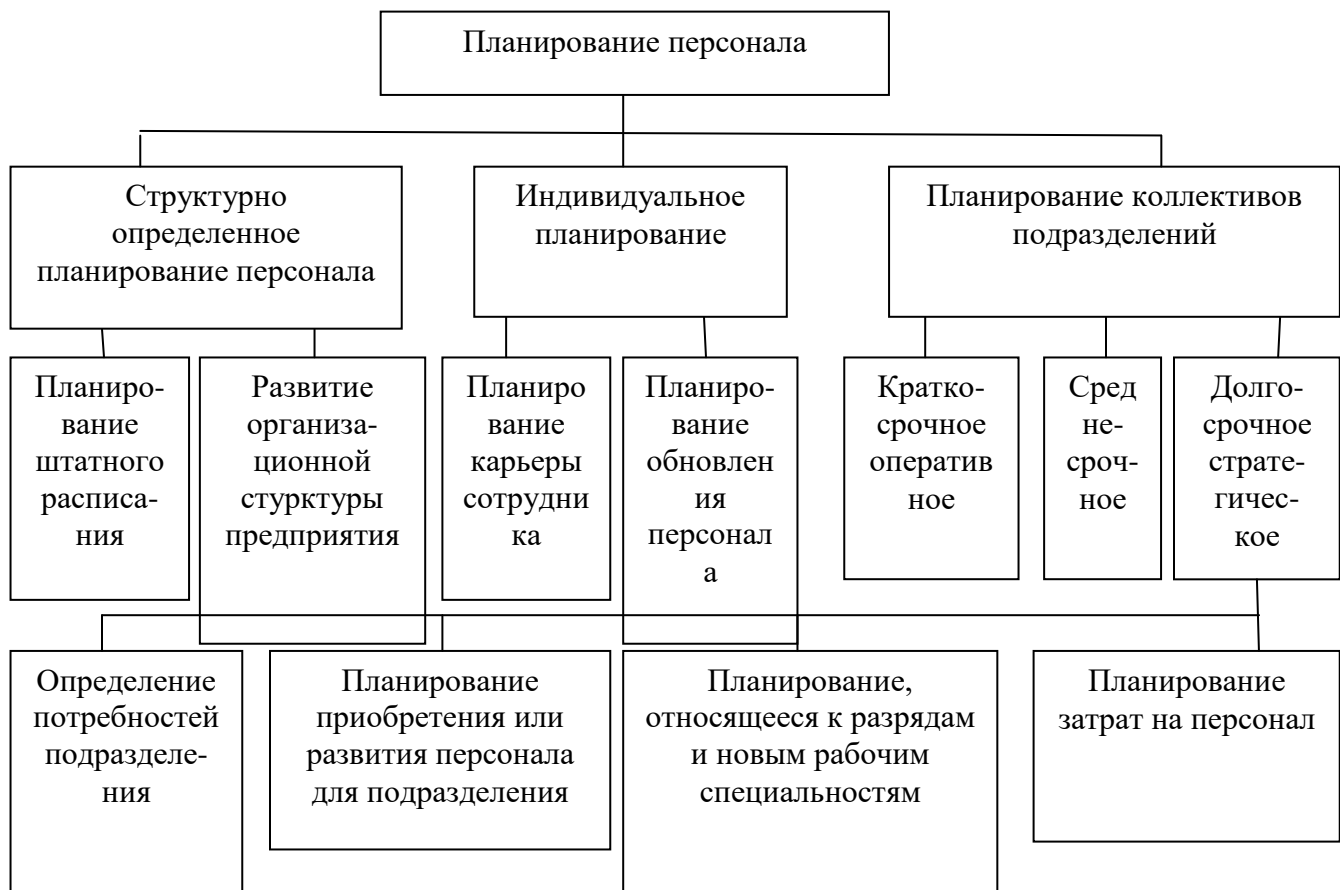 Планирование персонала
Структурно
определенное
планирование персонала
Индивидуальное
планирование
Планирование коллективов
подразделений
Планиро-
вание
штатного
расписа-
ния
Развитие
организа-
ционной
стурктуры
предприятия
Планиро
вание
карьеры
сотрудни
ка
Планиро-
вание
обновлен
ия
персонал
а
Кратко-
срочное
оператив
ное
Сред
не-
сроч-
ное
Долго-
срочное
страте-
гичес-
кое
Определение
потребностей
подразделе-
ния
Планирование
приобретения или
развития персонала
для подразделения
Планирование,
относящееся к разрядам
и новым рабочим
специальностям
Планирование
затрат на персонал